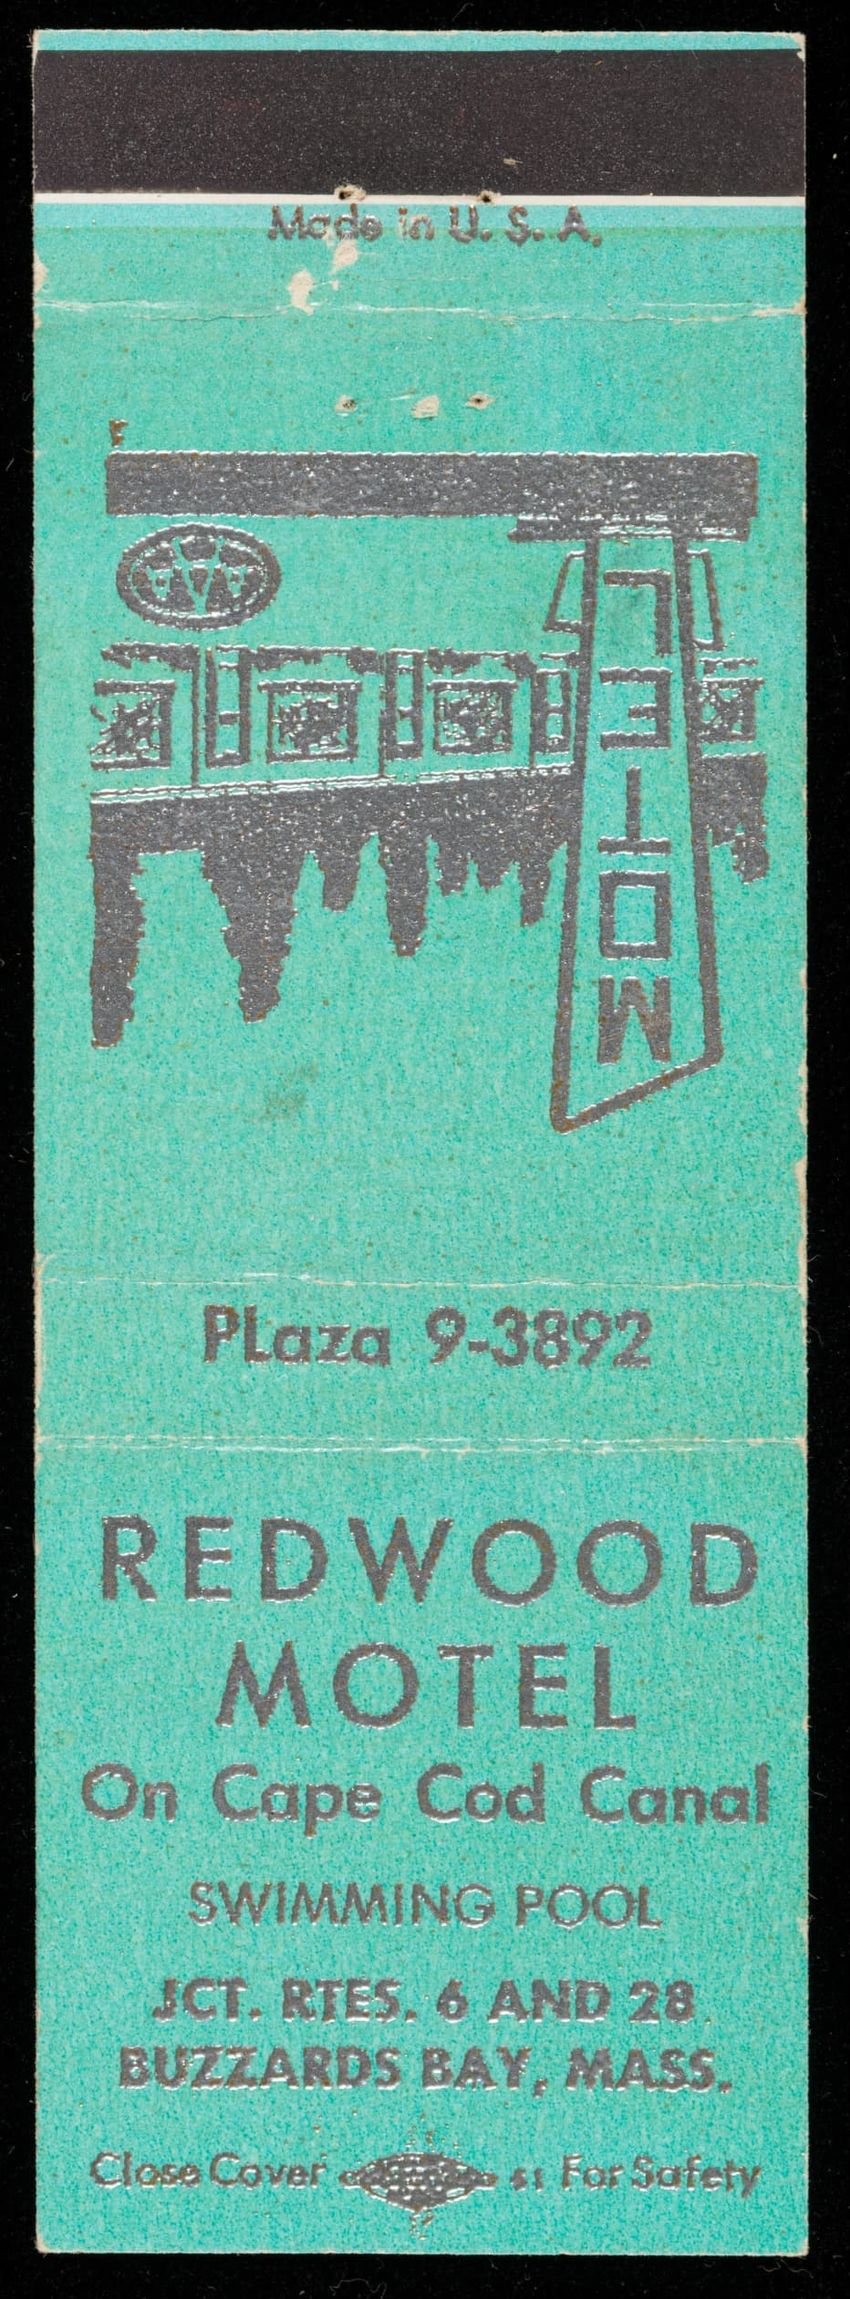 Made in U. S. A.
AAA
MOTEL
PLaza 9-3892
REDWOOD
MOTEL
On Cape Cod Canal
SWIMMING POOL
JCT. RTES. 6 AND 28
BUZZARDS BAY, MASS.
Close Cover For Safety